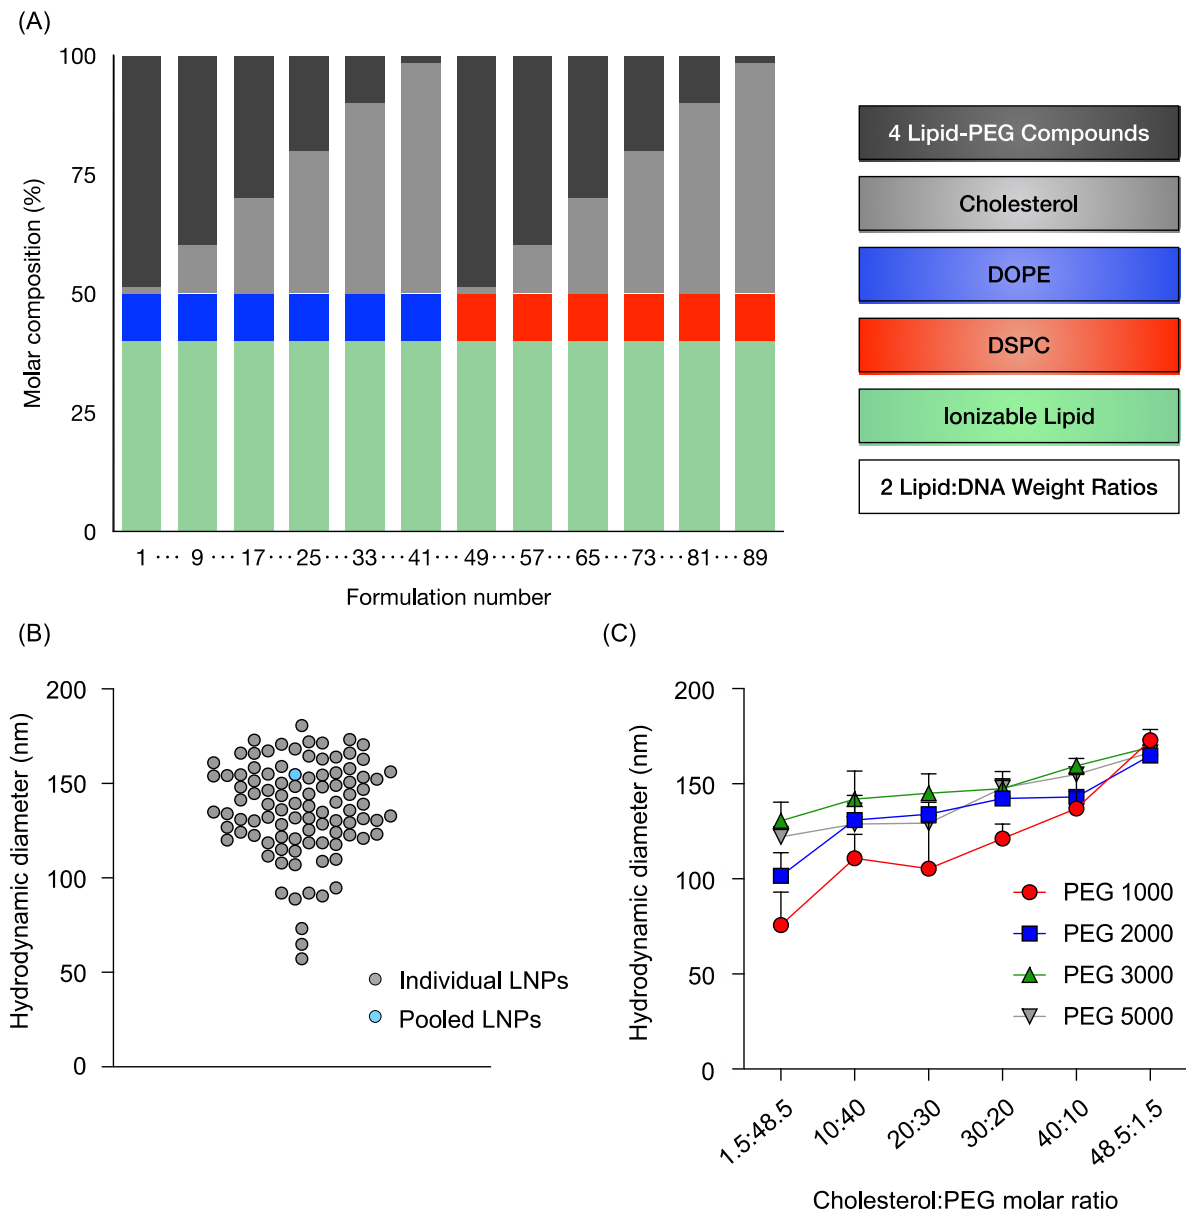 (A)
100
75
50
25
0
Molar composition (%)
1 ··· 9 ··· 17 ··· 25 ··· 33 ··· 41 ··· 49 ··· 57 ··· 65 ··· 73 ··· 81 ··· 89
Formulation number
4 Lipid-PEG Compounds
Cholesterol
DOPE
DSPC
Ionizable Lipid
2 Lipid:DNA Weight Ratios
(B)
200
150
100
50
0
Hydrodynamic diameter (nm)
Individual LNPs
Pooled LNPs
(C)
200
150
100
50
0
Hydrodynamic diameter (nm)
PEG 1000
PEG 2000
PEG 3000
PEG 5000
1.5:48.5
10:40
20:30
30:20
40:10
48.5:1.5
Cholesterol:PEG molar ratio